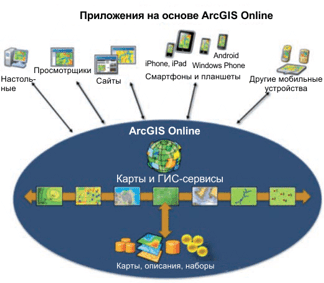 Приложения на основе ArcGIS Online
Настоль-
ные
Просмотрщики
Сайты
iPhone, iPad
Android
Windows Phone
Смартфоны и планшеты
Другие мобильные
устройства
ArcGIS Online
Карты и ГИС-сервисы
Карты, описания, наборы